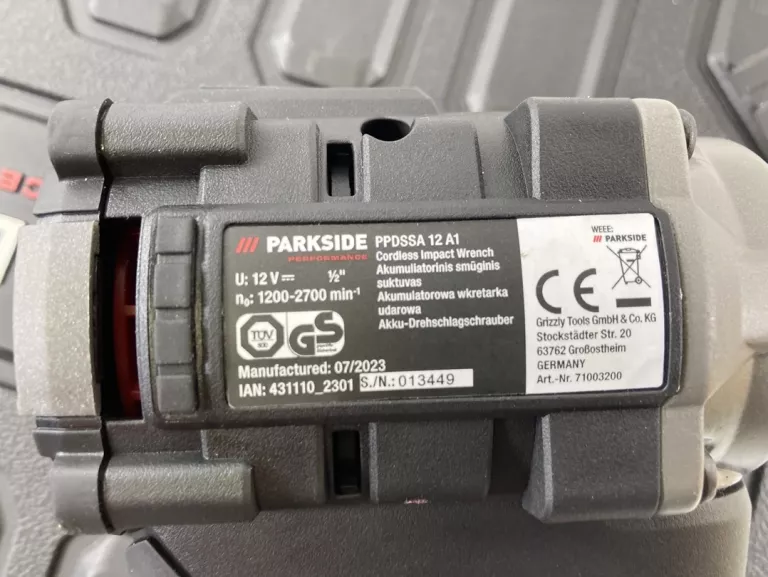 PARKSIDE PPDSSA 12 A1
PERFORMANCE
Cordless Impact Wrench
Akumuliatorinis smūginis
suktuvas
Akumulatorowa wkretarka
udarowa
Akku-Drehschlagschrauber
U: 12 V ½"
n₀: 1200-2700 min⁻¹
TÜV
SÜD
GS
Manufactured: 07/2023
IAN: 431110_2301 S./N.: 013449
WEEE:
PARKSIDE
CE
Grizzly Tools GmbH & Co. KG
Stockstädter Str. 20
63762 Großostheim
GERMANY
Art.-Nr. 71003200